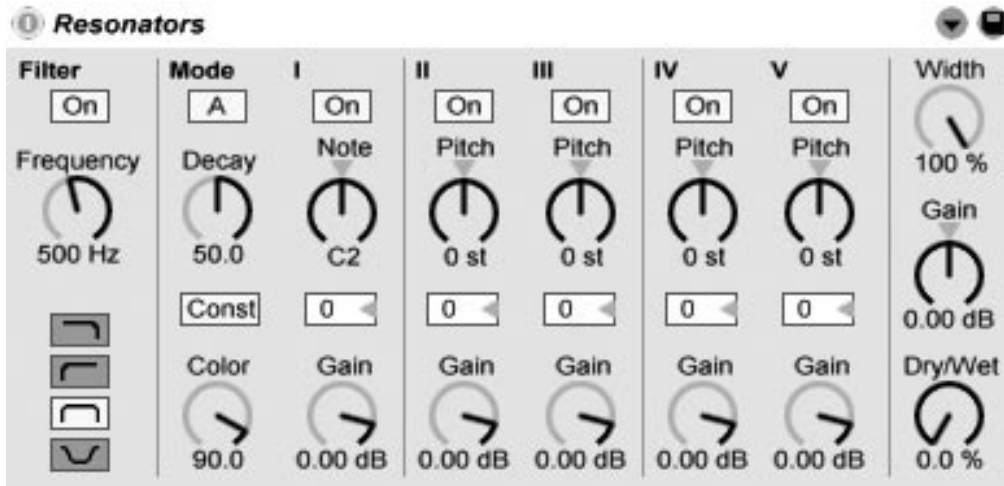 Resonators
Filter Mode I II III IV V Width
On A On On On On On
Frequency Decay Note Pitch Pitch Pitch Pitch 100 %
500 Hz 50.0 C2 0 st 0 st 0 st 0 st Gain
Const 0 0 0 0 0 0.00 dB
Color Gain Gain Gain Gain Gain Dry/Wet
90.0 0.00 dB 0.00 dB 0.00 dB 0.00 dB 0.00 dB 0.0 %